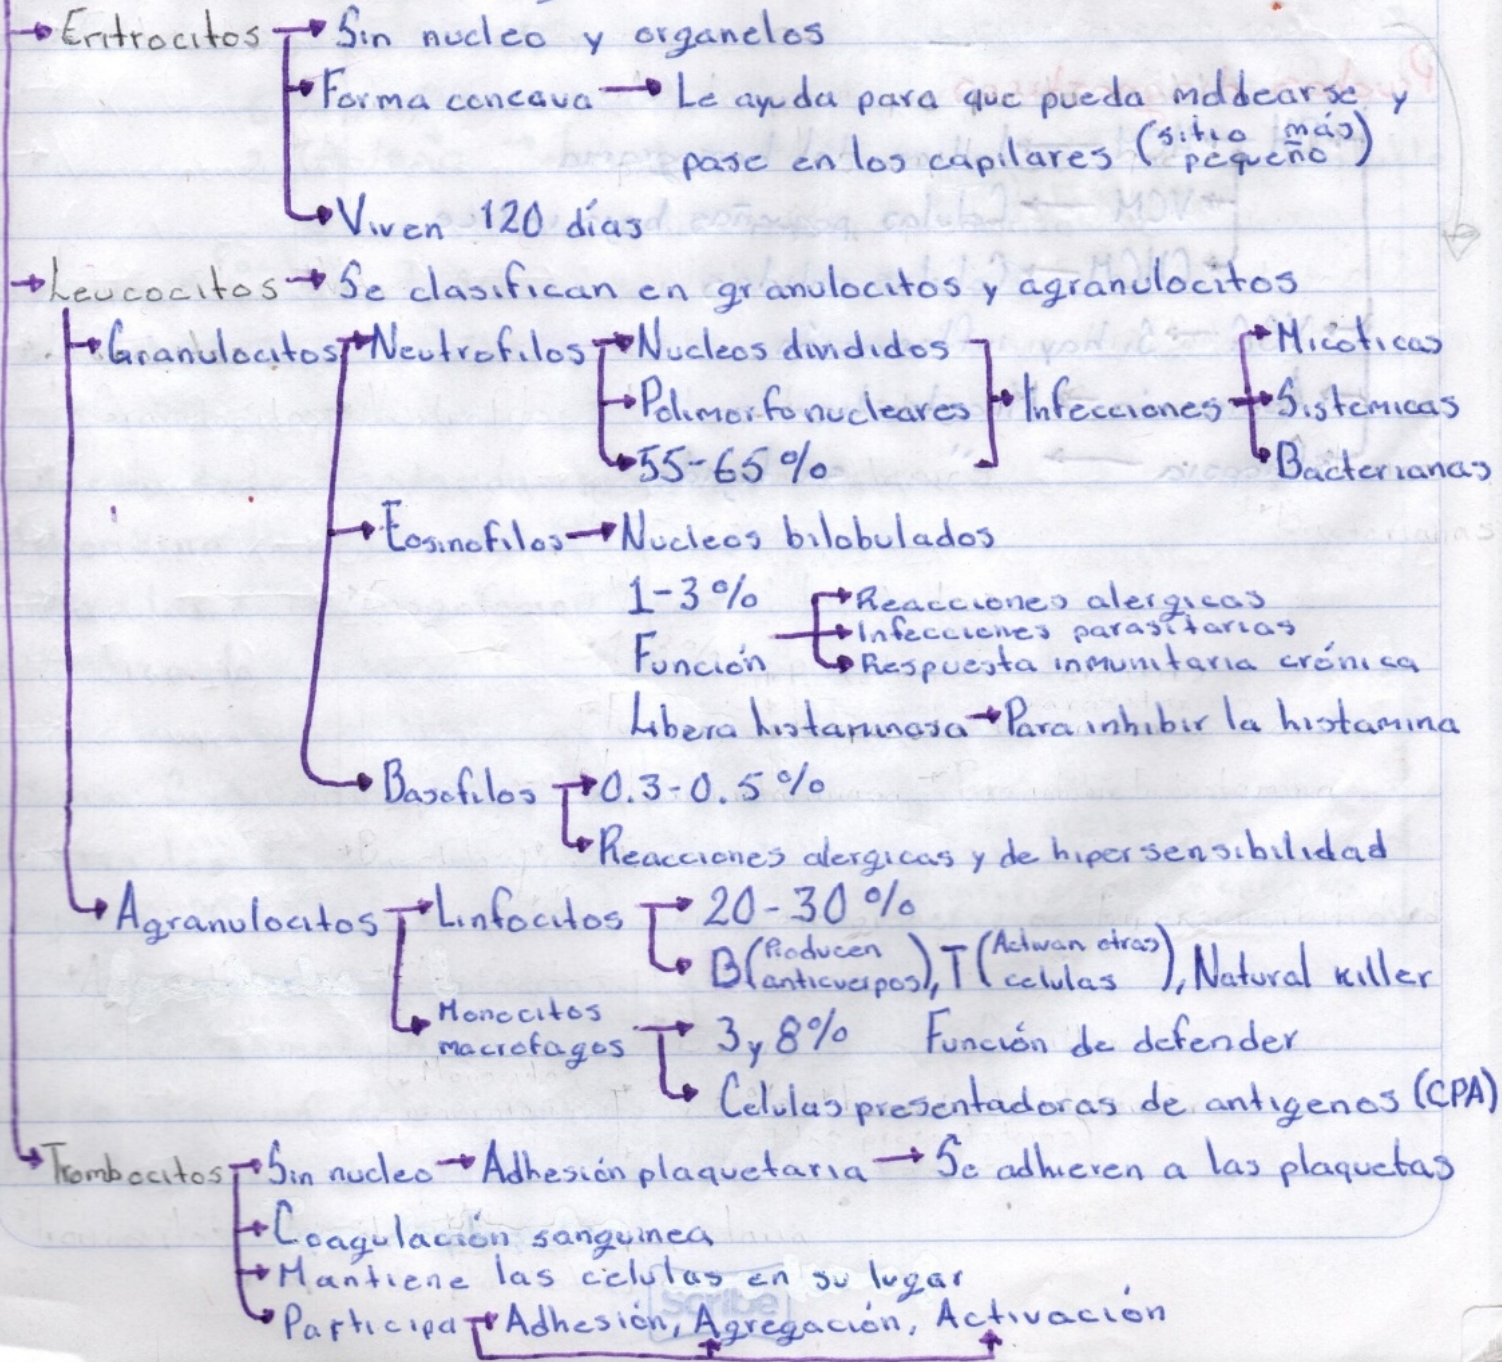 → Eritrocitos → Sin nucleo y organelos
→ Forma concava → Le ayuda para que pueda moldearse y
pase en los capilares (sitio más pequeño)
→ Viven 120 días
→ Leucocitos → Se clasifican en granulocitos y agranulocitos
→ Granulocitos → Neutrofilos → Nucleos divididos → Micoticas
→ Polimorfonucleares → Infecciones → Sistemicas
→ 55-65% → Bacterianas
→ Eosinofilos → Nucleos bilobulados
1-3% → Reacciones alergicas
→ Infecciones parasitarias
Función → Respuesta inmunitaria crónica
Libera histaminasa → Para inhibir la histamina
→ Basofilos → 0.3-0.5%
→ Reacciones alergicas y de hipersensibilidad
→ Agranulocitos → Linfocitos → 20-30%
→ B (Producen anticuerpos), T (Activan otras celulas), Natural killer
→ Monocitos
macrofagos → 3 y 8% Función de defender
→ Celulas presentadoras de antigenos (CPA)
→ Trombocitos → Sin nucleo → Adhesión plaquetaria → Se adhieren a las plaquetas
→ Coagulación sanguinea
→ Mantiene las celulas en su lugar
→ Participa → Adhesión, Agregación, Activación
scribe